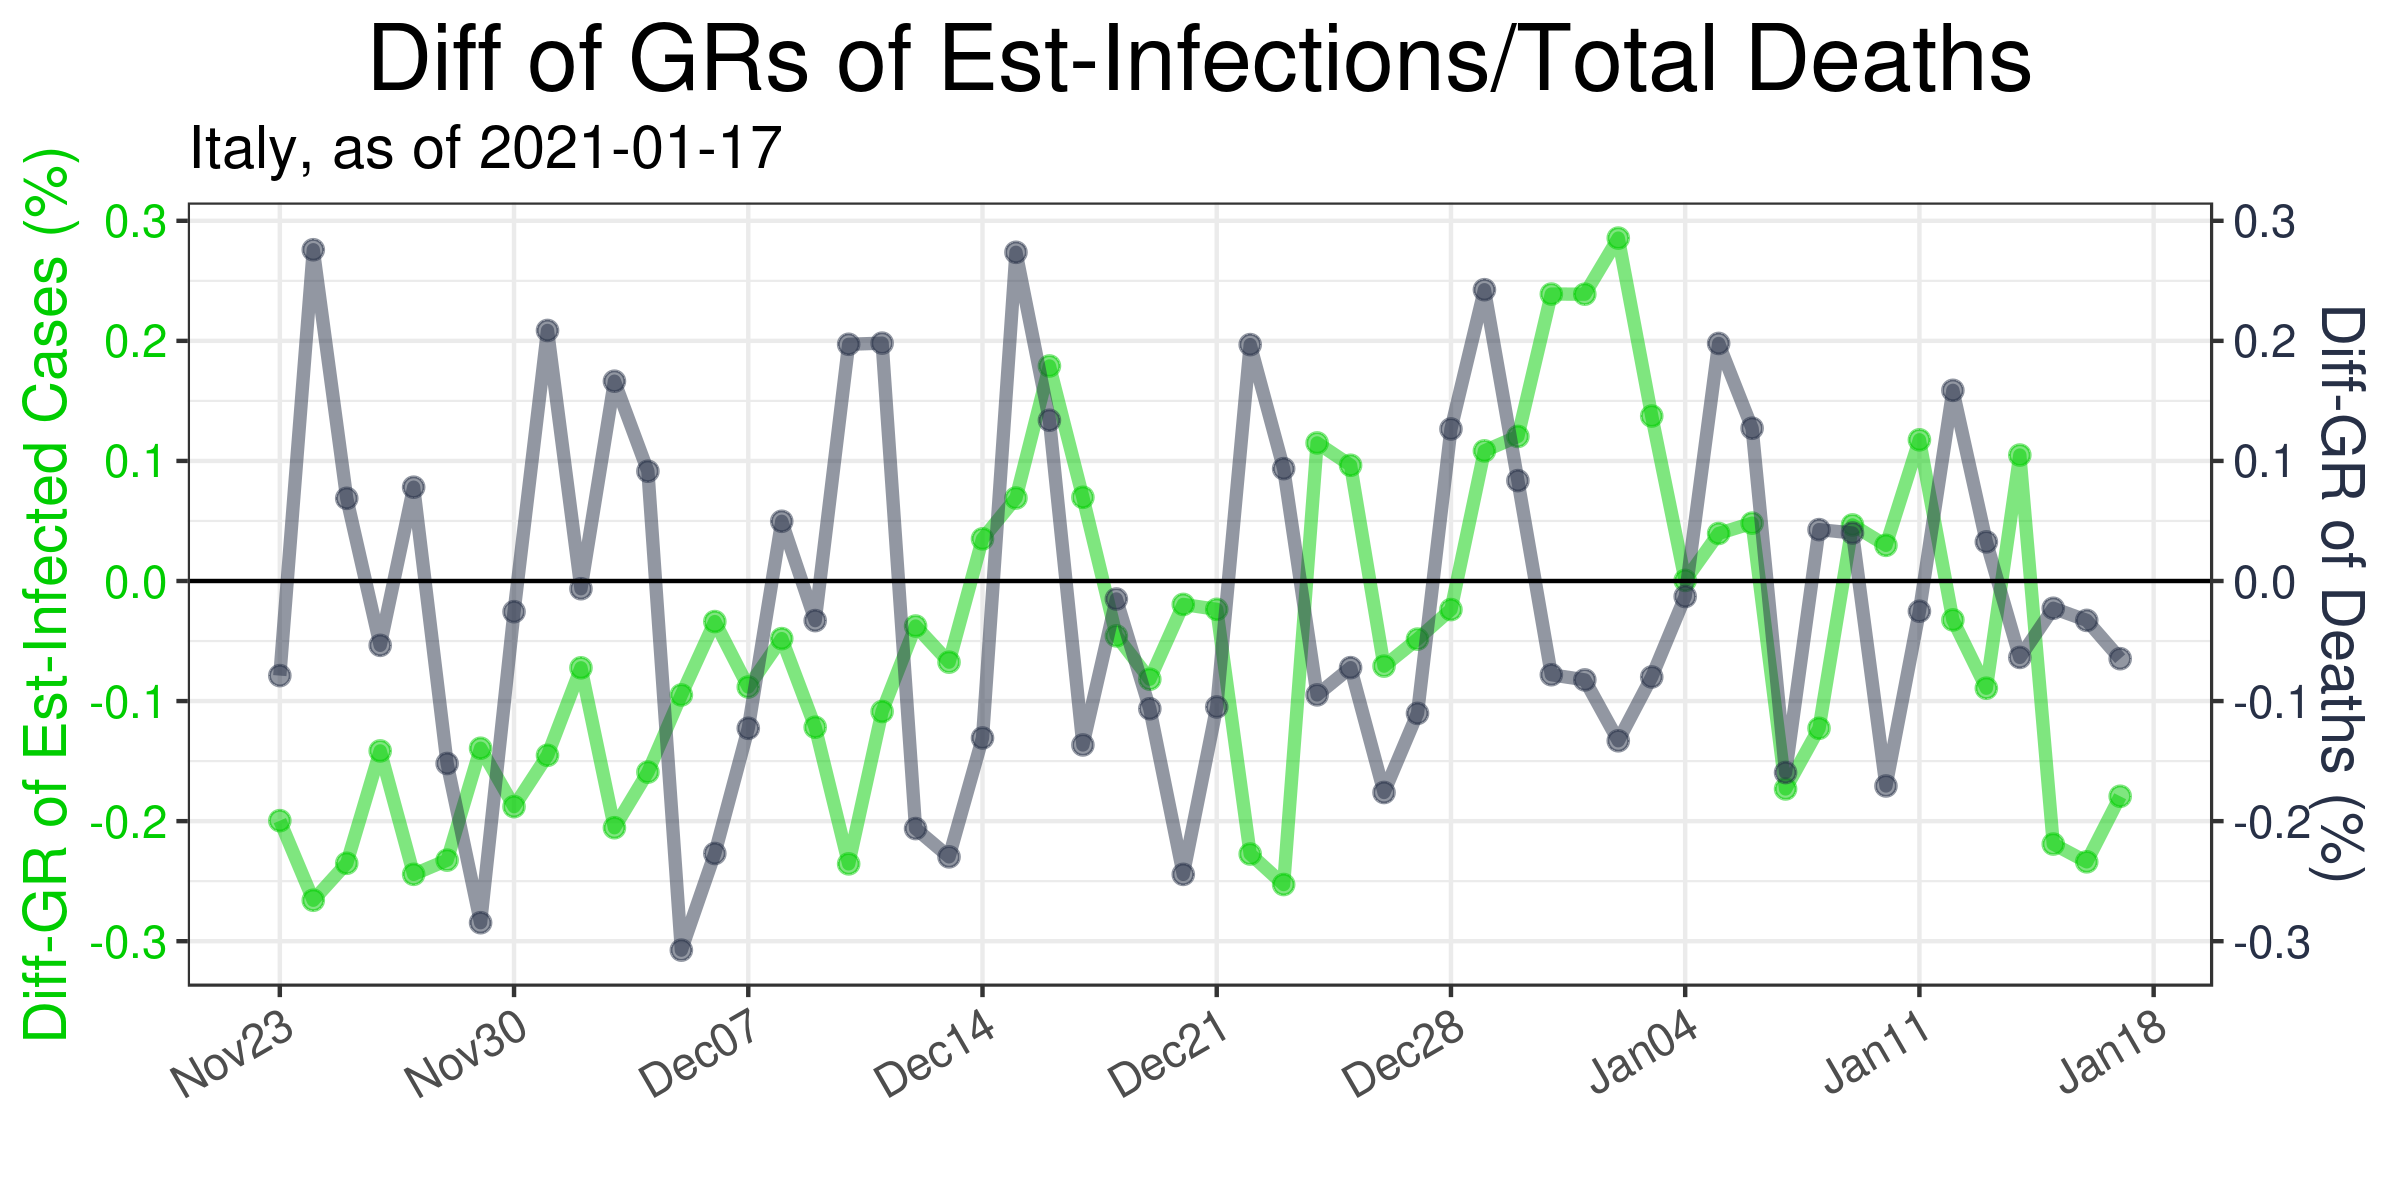 Diff of GRs of Est-Infections/Total Deaths
Italy, as of 2021-01-17
Diff-GR of Est-Infected Cases (%)
0.3
0.2
0.1
0.0
-0.1
-0.2
-0.3
0.3
0.2
0.1
0.0
-0.1
-0.2
-0.3
Diff-GR of Deaths (%)
Nov23
Nov30
Dec07
Dec14
Dec21
Dec28
Jan04
Jan11
Jan18